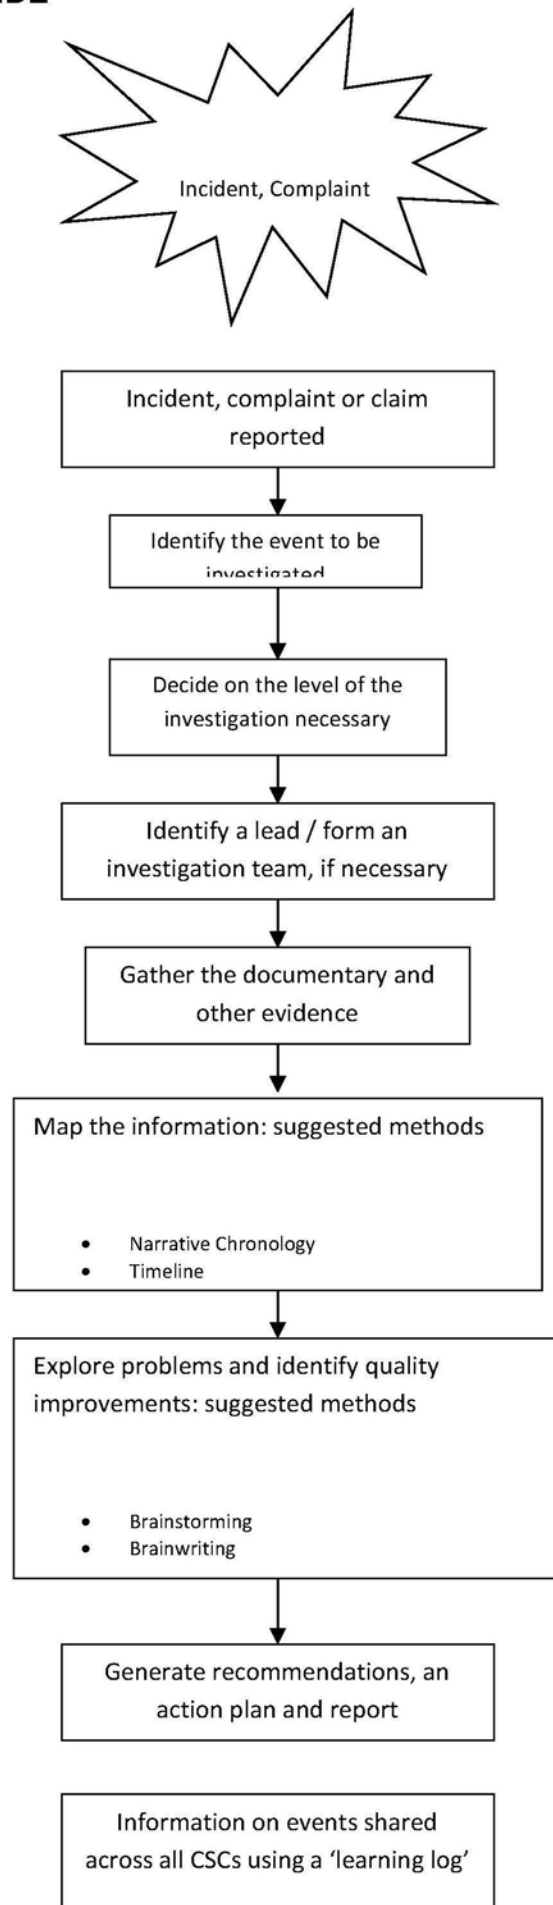 Incident, Complaint
Incident, complaint or claim
reported
Identify the event to be
investigated
Decide on the level of the
investigation necessary
Identify a lead / form an
investigation team, if necessary
Gather the documentary and
other evidence
Map the information: suggested methods
• Narrative Chronology
• Timeline
Explore problems and identify quality
improvements: suggested methods
• Brainstorming
• Brainwriting
Generate recommendations, an
action plan and report
Information on events shared
across all CSCs using a ‘learning log’